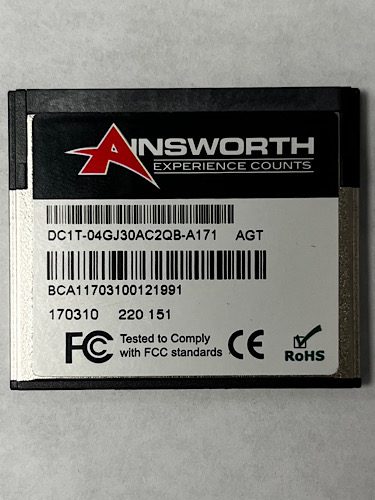 AINSWORTH
EXPERIENCE COUNTS
DC1T-04GJ30AC2QB-A171 AGT
BCA11703100121991
170310 220 151
FC Tested to Comply
with FCC standards CE
RoHS